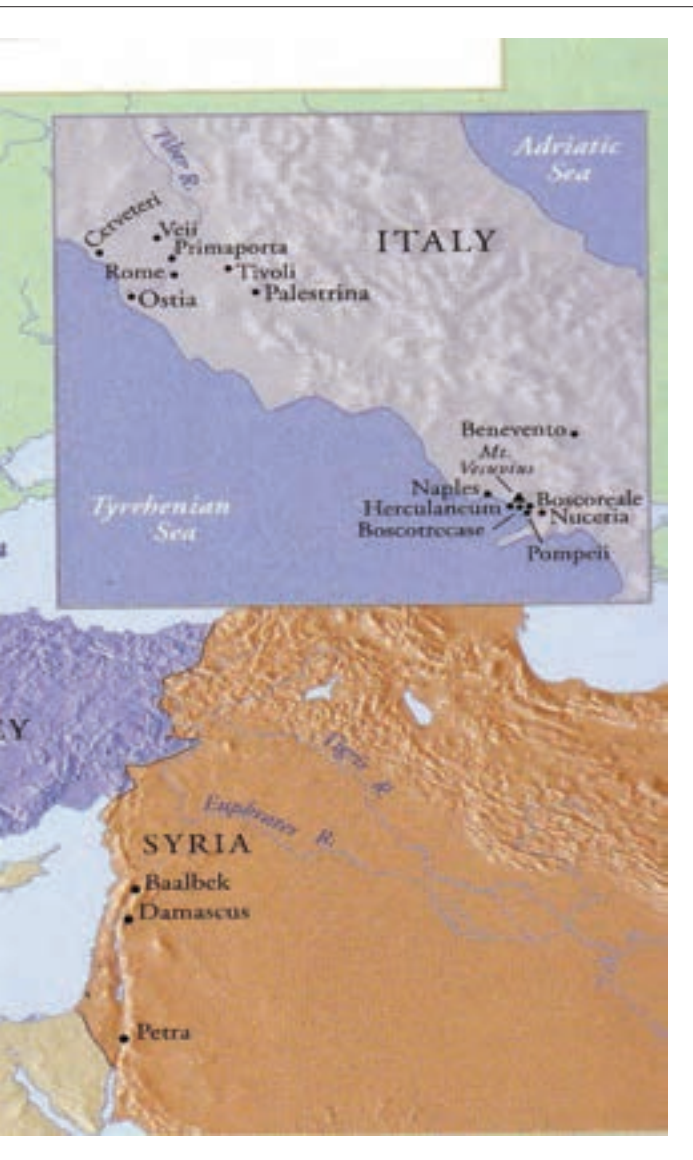 Tiber R.
Adriatic
Sea
Cerveteri
Veii
Primaporta
ITALY
Rome
Tivoli
Ostia
Palestrina
Benevento
Mt.
Vesuvius
Naples
Boscoreale
Herculaneum
Nuceria
Boscotrecase
Pompeii
Tyrrhenian
Sea
EY
Tigris R.
Euphrates R.
SYRIA
Baalbek
Damascus
Petra